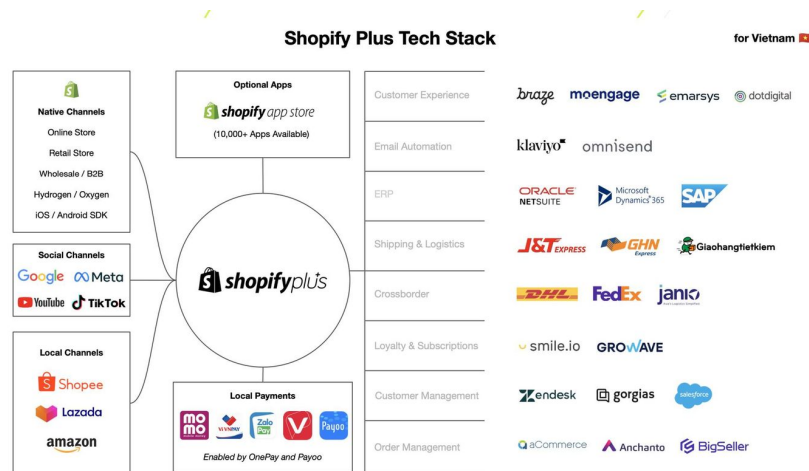 Shopify Plus Tech Stack
for Vietnam
Native Channels
Online Store
Retail Store
Wholesale / B2B
Hydrogen / Oxygen
iOS / Android SDK
Social Channels
Google Meta
YouTube TikTok
Local Channels
Shopee
Lazada
amazon
Optional Apps
shopify app store
(10,000+ Apps Available)
shopifyplus
Local Payments
momo VNPAY Zalo Pay Payoo
Enabled by OnePay and Payoo
Customer Experience
braze moengage emarsys dotdigital
Email Automation
klaviyo omnisend
ERP
ORACLE NETSUITE Microsoft Dynamics 365 SAP
Shipping & Logistics
J&T EXPRESS GHN Express Giaohangtietkiem
Crossborder
DHL FedEx janio
Loyalty & Subscriptions
smile.io GROWAVE
Customer Management
Zendesk gorgias salesforce
Order Management
aCommerce Anchanto BigSeller